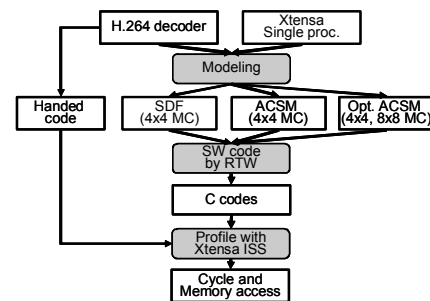 H.264 decoder
Xtensa
Single proc.
Modeling
Handed
code
SDF
(4x4 MC)
ACSM
(4x4 MC)
Opt. ACSM
(4x4, 8x8 MC)
SW code
by RTW
C codes
Profile with
Xtensa ISS
Cycle and
Memory access